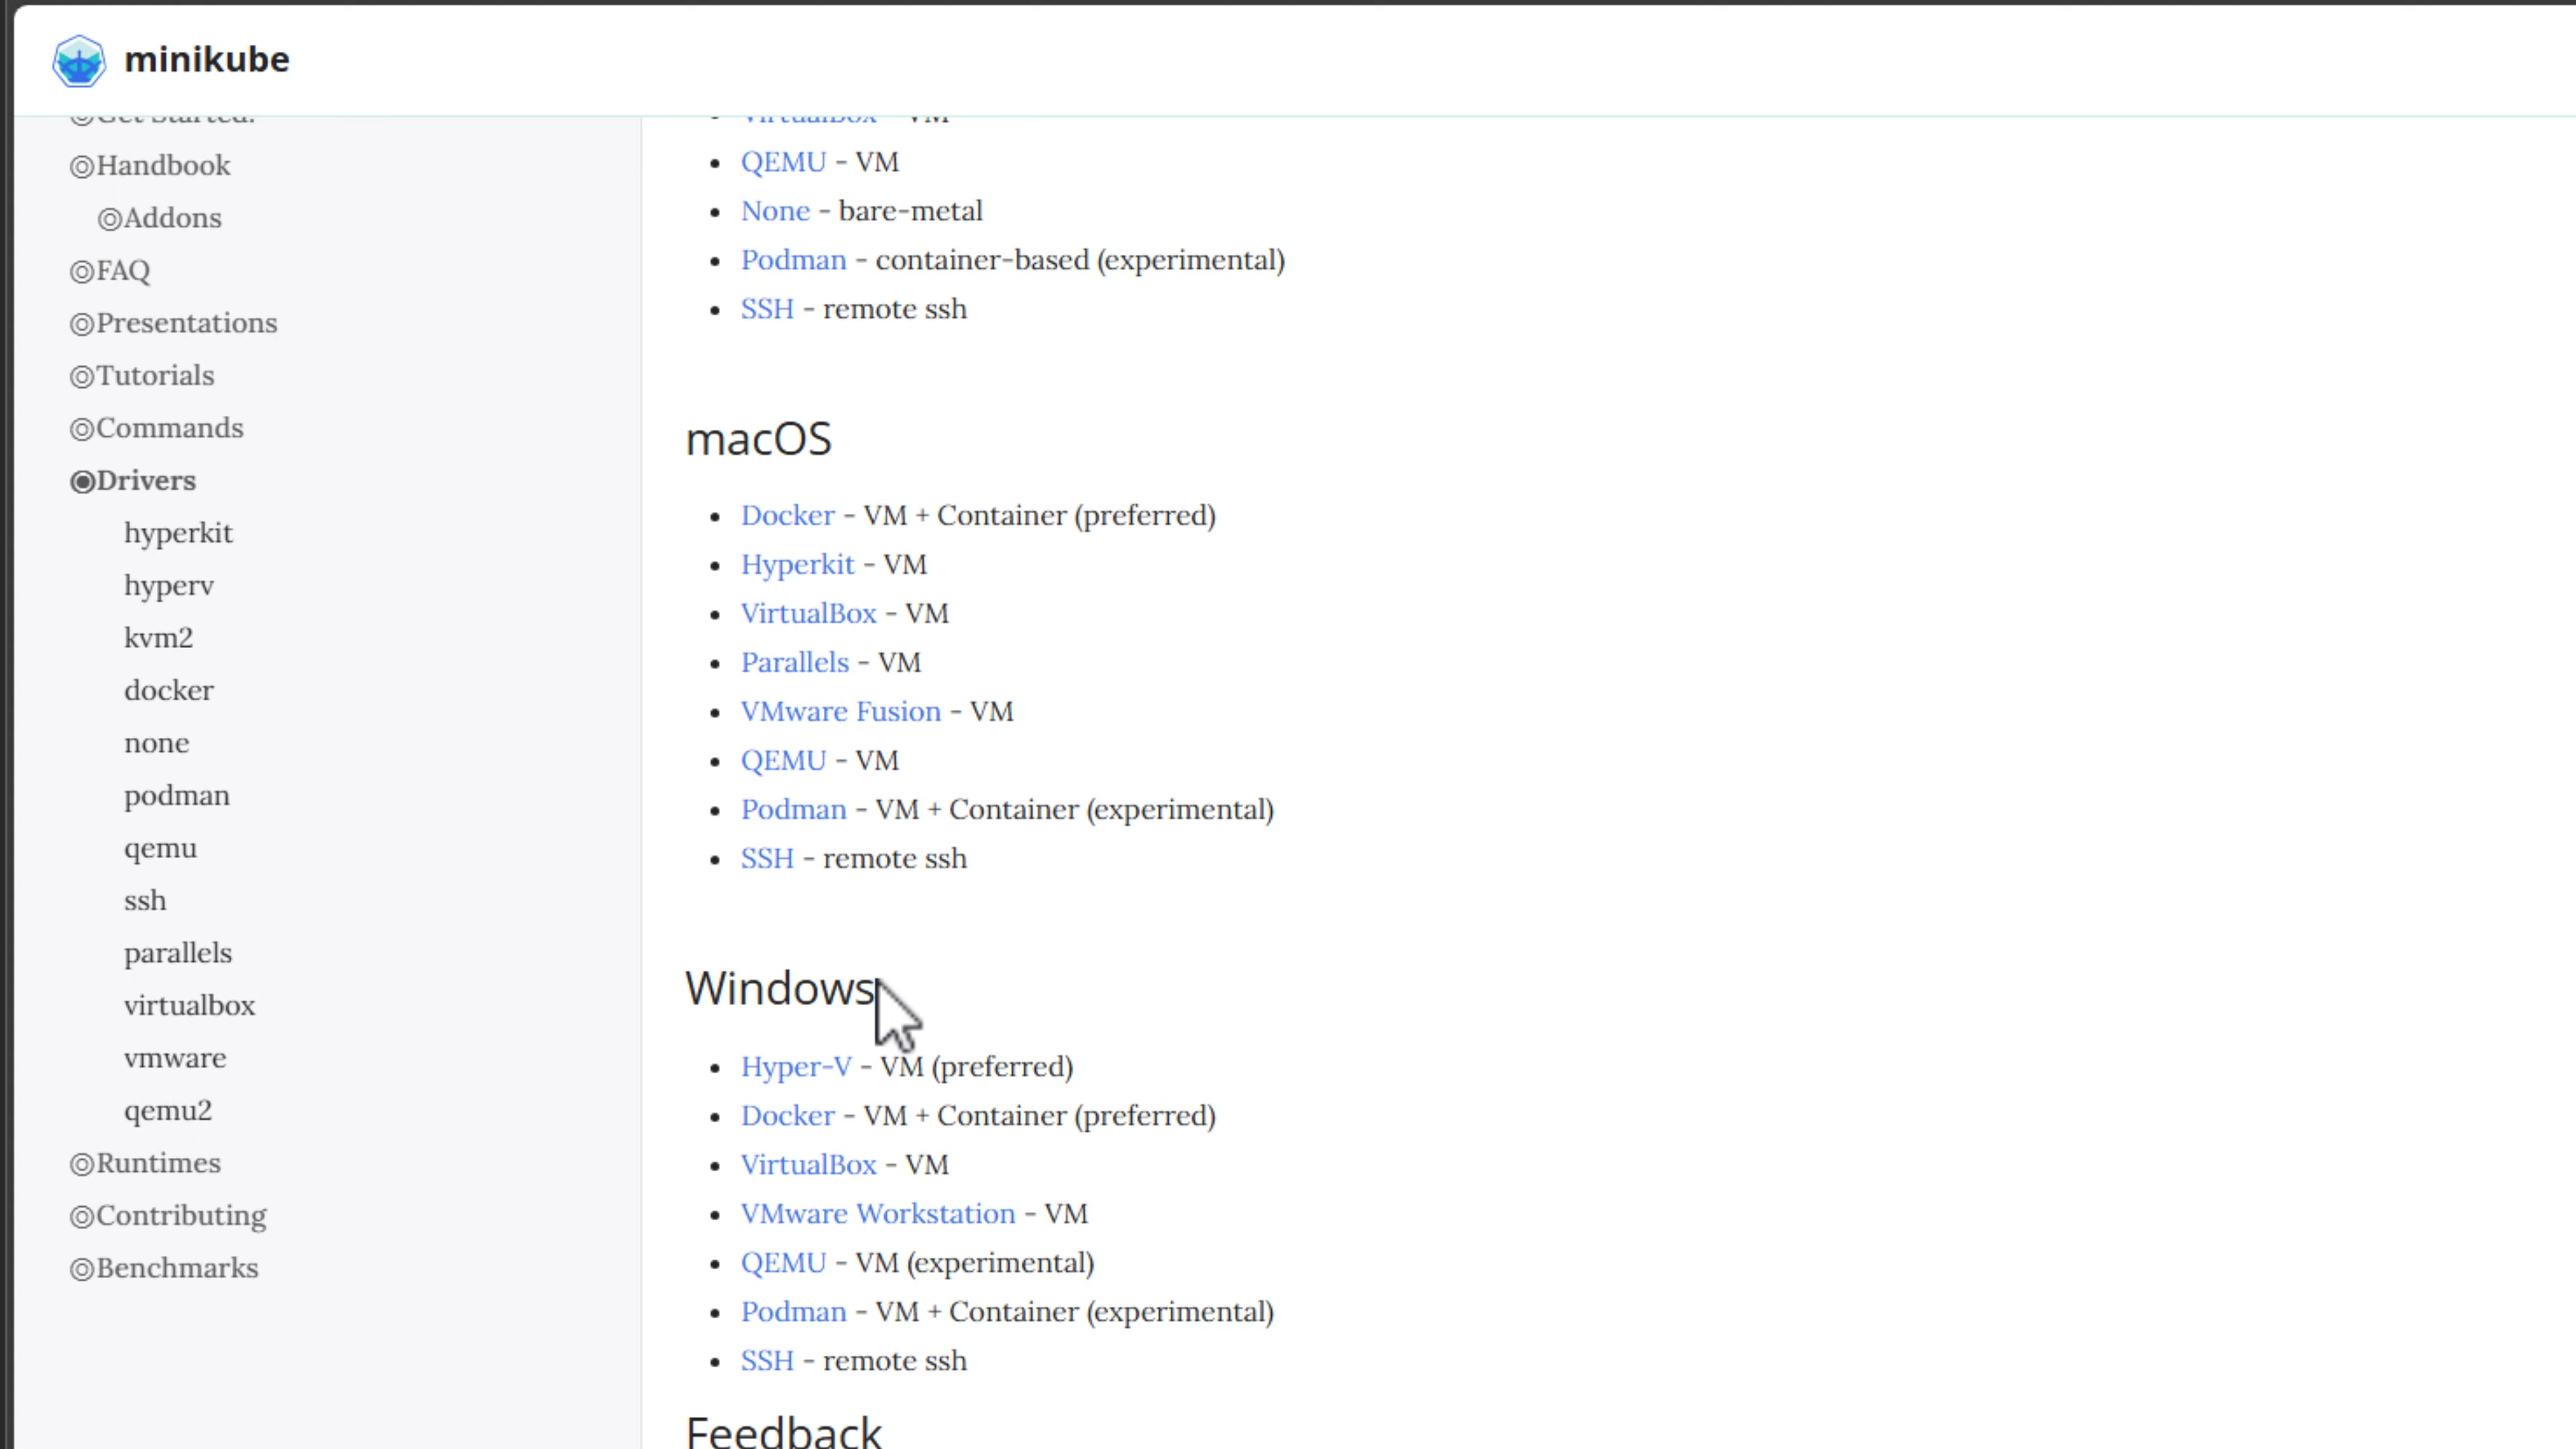 minikube
Get Started!
Handbook
Addons
FAQ
Presentations
Tutorials
Commands
Drivers
hyperkit
hyperv
kvm2
docker
none
podman
qemu
ssh
parallels
virtualbox
vmware
qemu2
Runtimes
Contributing
Benchmarks
VirtualBox - VM
QEMU - VM
None - bare-metal
Podman - container-based (experimental)
SSH - remote ssh
macOS
Docker - VM + Container (preferred)
Hyperkit - VM
VirtualBox - VM
Parallels - VM
VMware Fusion - VM
QEMU - VM
Podman - VM + Container (experimental)
SSH - remote ssh
Windows
Hyper-V - VM (preferred)
Docker - VM + Container (preferred)
VirtualBox - VM
VMware Workstation - VM
QEMU - VM (experimental)
Podman - VM + Container (experimental)
SSH - remote ssh
Feedback